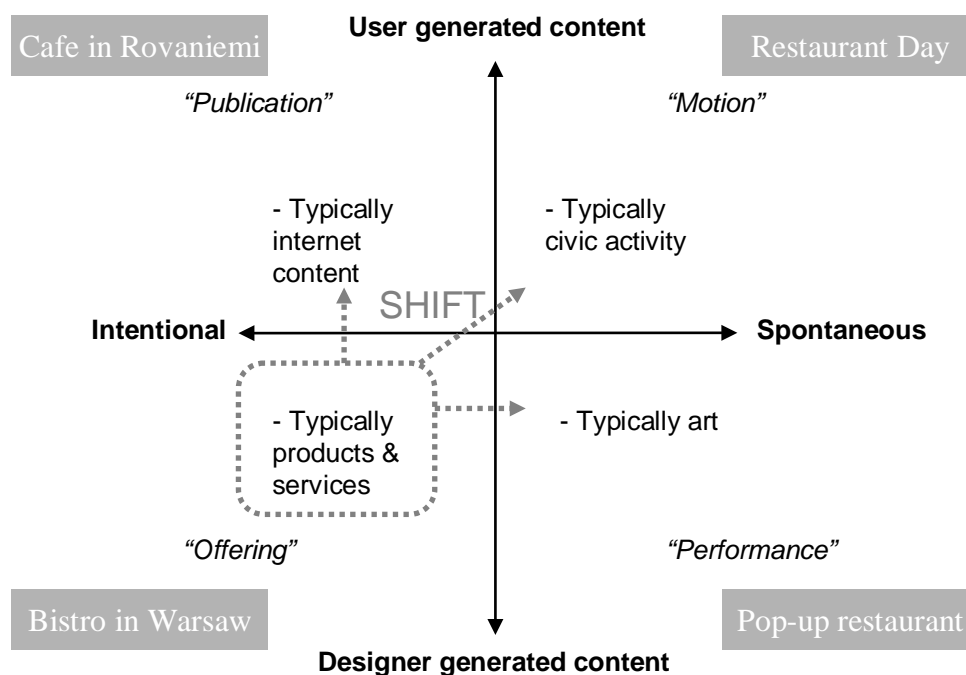 User generated content
Cafe in Rovaniemi
Restaurant Day
“Publication”
“Motion”
- Typically
internet
content
- Typically
civic activity
SHIFT
Intentional
Spontaneous
- Typically
products &
services
- Typically art
“Offering”
“Performance”
Bistro in Warsaw
Pop-up restaurant
Designer generated content